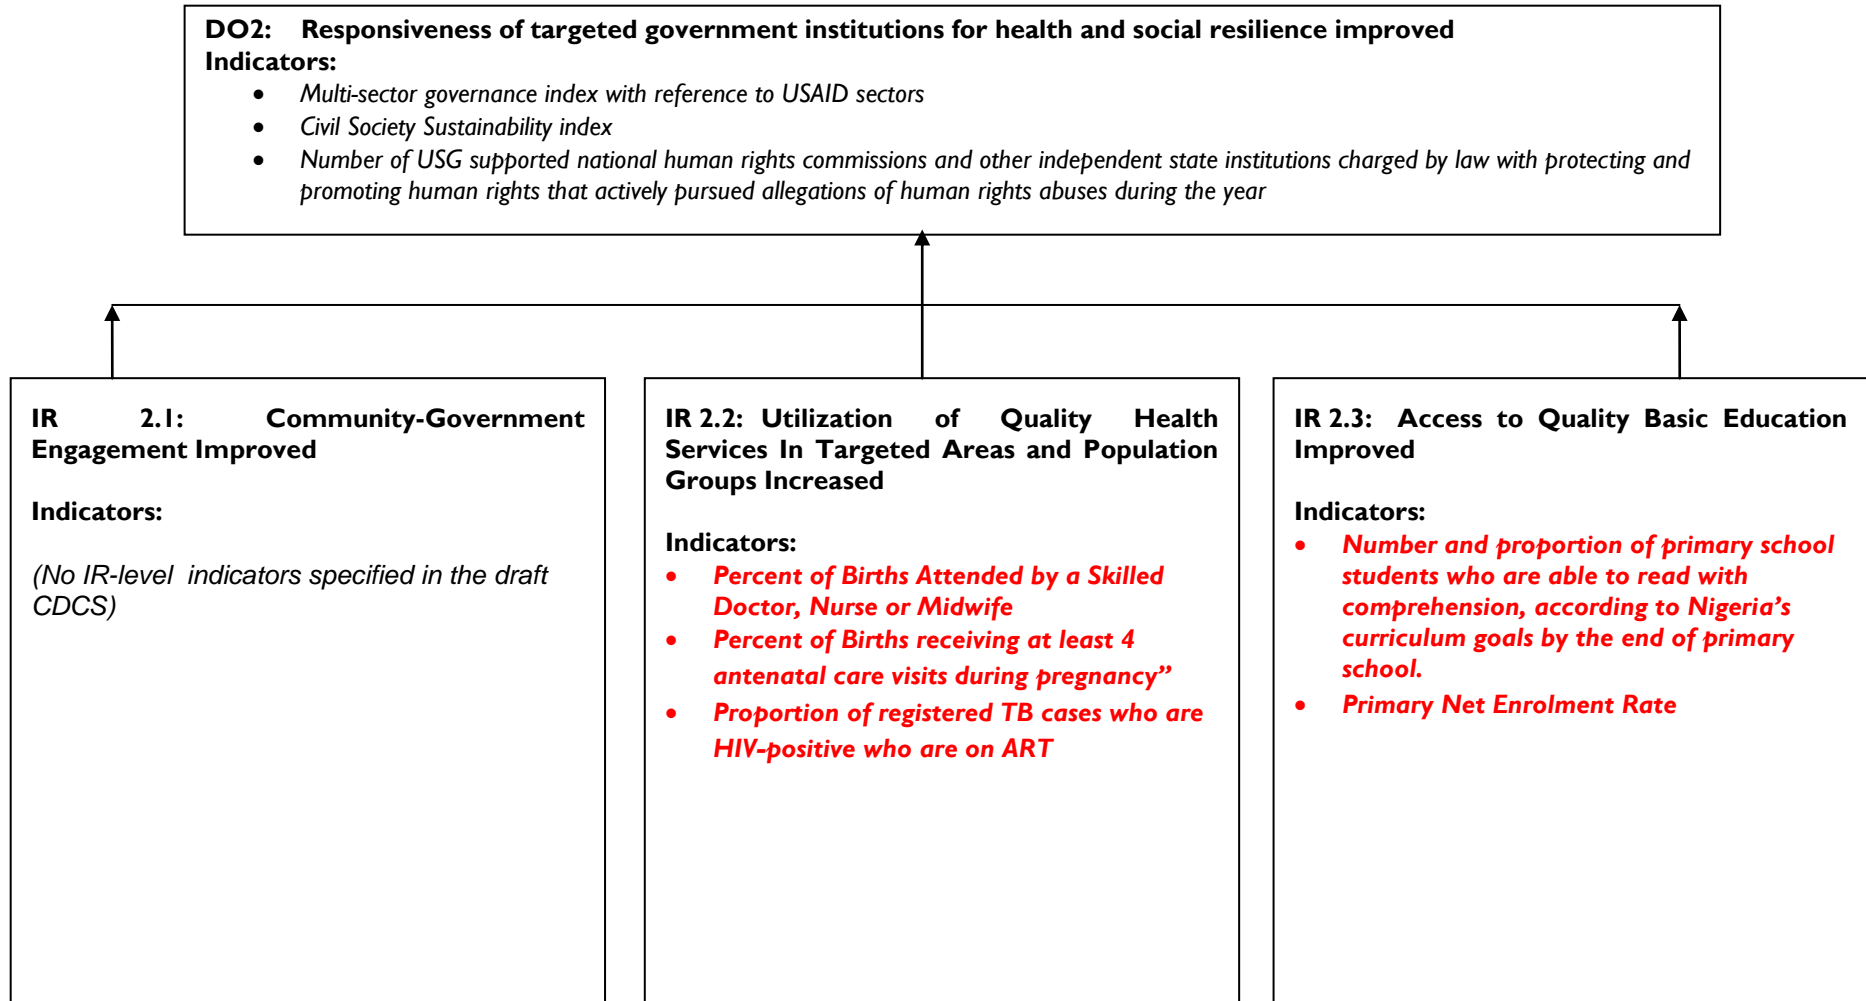 DO2: Responsiveness of targeted government institutions for health and social resilience improved
Indicators:
• Multi-sector governance index with reference to USAID sectors
• Civil Society Sustainability index
• Number of USG supported national human rights commissions and other independent state institutions charged by law with protecting and
promoting human rights that actively pursued allegations of human rights abuses during the year
IR 2.1: Community-Government
Engagement Improved
Indicators:
(No IR-level indicators specified in the draft
CDCS)
IR 2.2: Utilization of Quality Health
Services In Targeted Areas and Population
Groups Increased
Indicators:
• Percent of Births Attended by a Skilled
Doctor, Nurse or Midwife
• Percent of Births receiving at least 4
antenatal care visits during pregnancy”
• Proportion of registered TB cases who are
HIV-positive who are on ART
IR 2.3: Access to Quality Basic Education
Improved
Indicators:
• Number and proportion of primary school
students who are able to read with
comprehension, according to Nigeria’s
curriculum goals by the end of primary
school.
• Primary Net Enrolment Rate